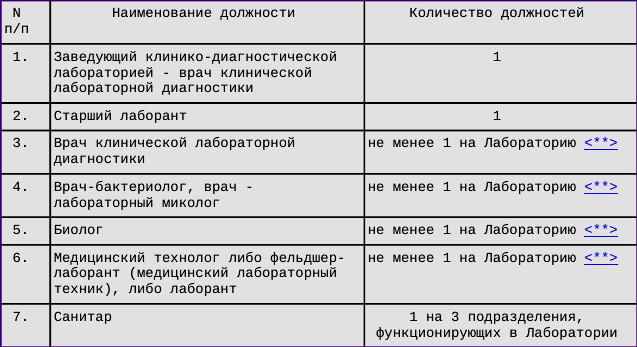 N Наименование должности Количество должностей
п/п
1. Заведующий клинико-диагностической 1
лабораторией - врач клинической
лабораторной диагностики
2. Старший лаборант 1
3. Врач клинической лабораторной не менее 1 на Лабораторию <**>
диагностики
4. Врач-бактериолог, врач - не менее 1 на Лабораторию <**>
лабораторный миколог
5. Биолог не менее 1 на Лабораторию <**>
6. Медицинский технолог либо фельдшер- не менее 1 на Лабораторию <**>
лаборант (медицинский лабораторный
техник), либо лаборант
7. Санитар 1 на 3 подразделения,
функционирующих в Лаборатории